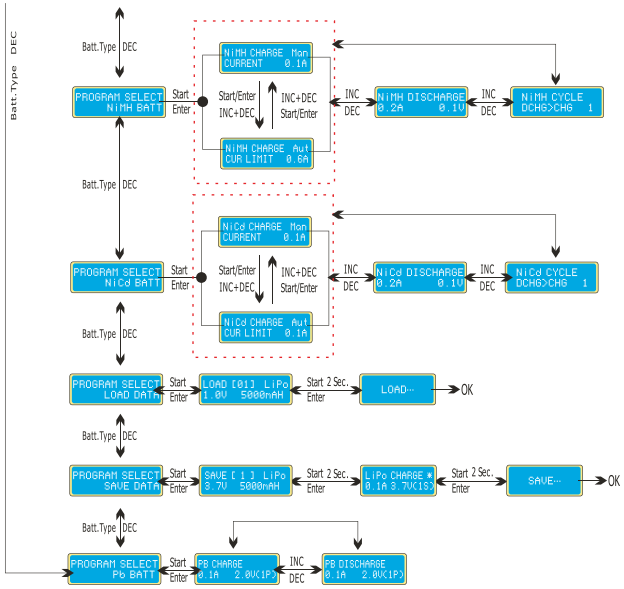 Batt.Type DEC
Batt.Type DEC
NiMH CHARGE Man
CURRENT 0.1A
PROGRAM SELECT
NiMH BATT
Start
Enter
Start/Enter
INC+DEC
INC+DEC
Start/Enter
INC
DEC
NiMH DISCHARGE
0.2A 0.1V
INC
DEC
NiMH CYCLE
DCHG>CHG 1
NiMH CHARGE Aut
CUR LIMIT 0.6A
Batt.Type DEC
NiCd CHARGE Man
CURRENT 0.1A
PROGRAM SELECT
NiCd BATT
Start
Enter
Start/Enter
INC+DEC
INC+DEC
Start/Enter
INC
DEC
NiCd DISCHARGE
0.2A 0.1V
INC
DEC
NiCd CYCLE
DCHG>CHG 1
NiCd CHARGE Aut
CUR LIMIT 0.1A
Batt.Type DEC
PROGRAM SELECT
LOAD DATA
Start
Enter
LOAD [01] LiPo
1.0V 5000mAH
Start 2 Sec.
Enter
LOAD...
OK
Batt.Type DEC
PROGRAM SELECT
SAVE DATA
Start
Enter
SAVE [ 1 ] LiPo
3.7V 5000mAH
Start 2 Sec.
Enter
LiPo CHARGE *
0.1A 3.7V(1S)
Start 2 Sec.
Enter
SAVE...
OK
Batt.Type DEC
PROGRAM SELECT
Pb BATT
Start
Enter
PB CHARGE
0.1A 2.0V(1P)
INC
DEC
PB DISCHARGE
0.1A 2.0V(1P)